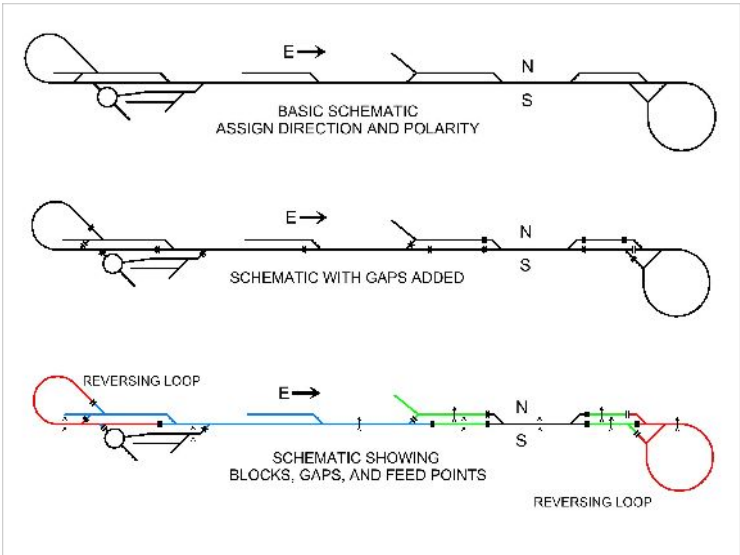 E
N
S
BASIC SCHEMATIC
ASSIGN DIRECTION AND POLARITY
E
N
S
SCHEMATIC WITH GAPS ADDED
REVERSING LOOP
E
N
S
SCHEMATIC SHOWING
BLOCKS, GAPS, AND FEED POINTS
REVERSING LOOP